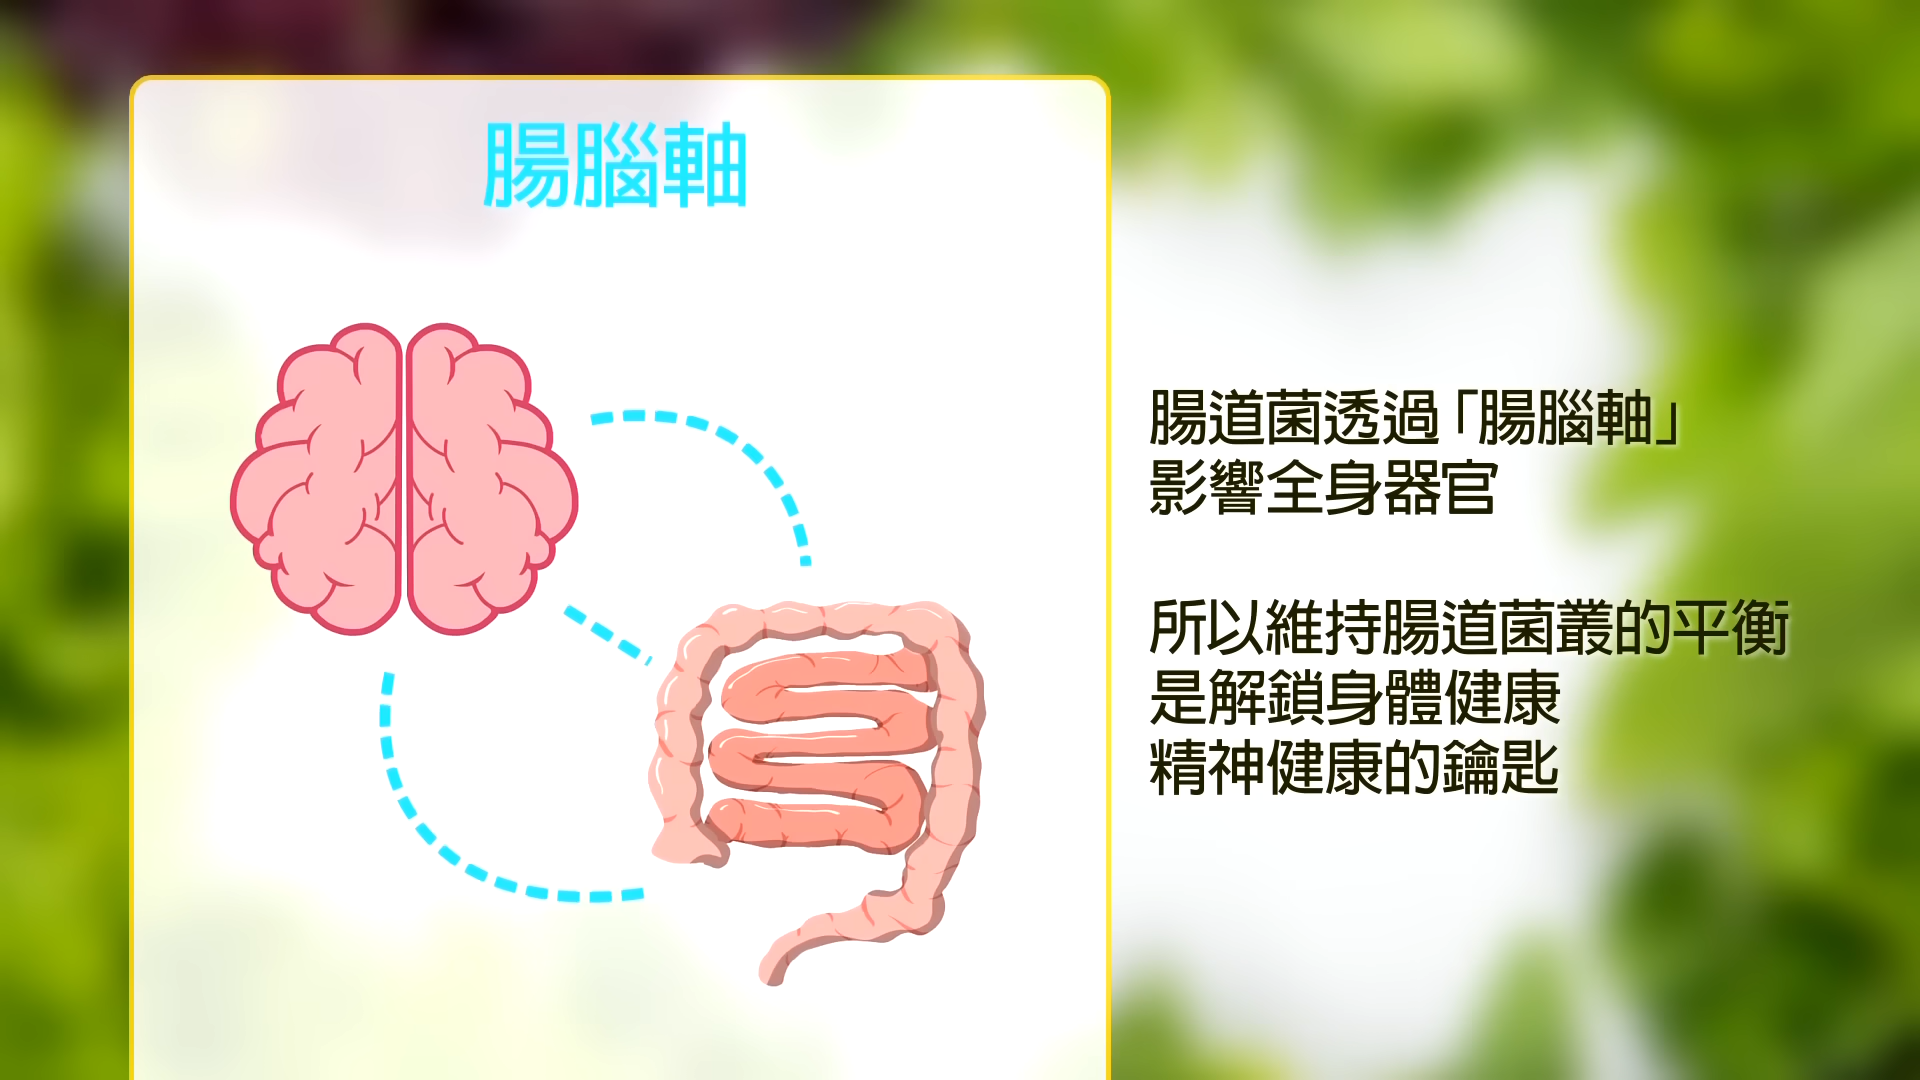 腸腦軸
腸道菌透過「腸腦軸」
影響全身器官
所以維持腸道菌叢的平衡
是解鎖身體健康
精神健康的鑰匙